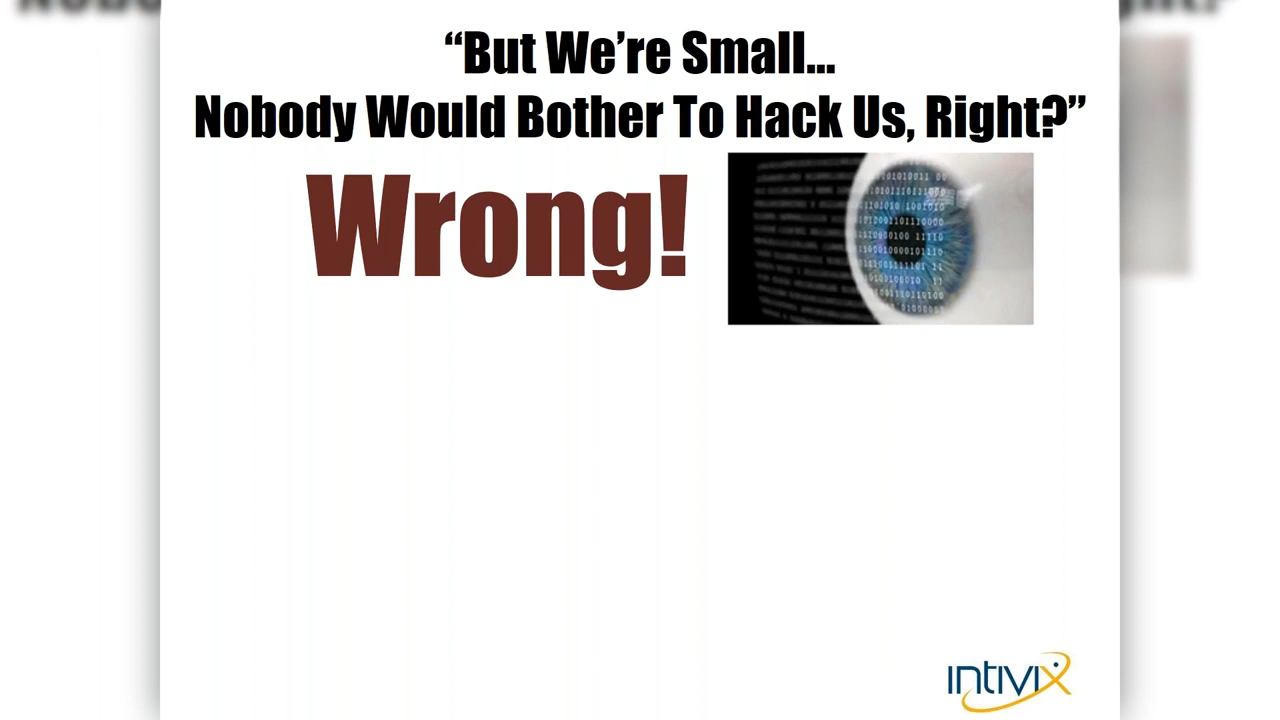 “But We’re Small…
Nobody Would Bother To Hack Us, Right?”
Wrong!
intivix